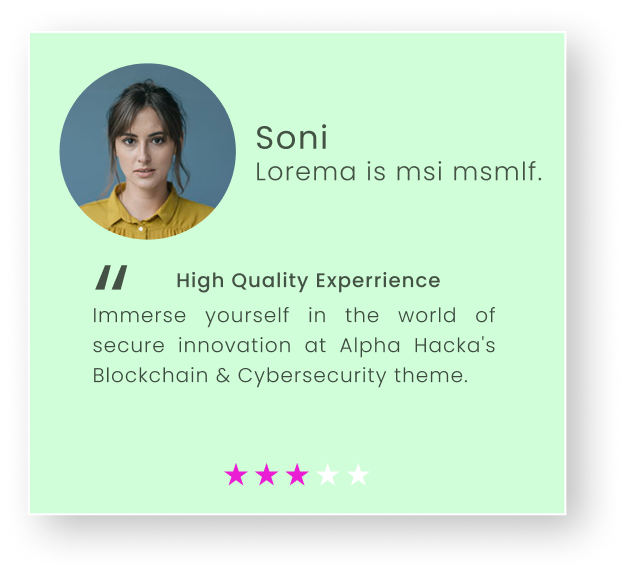 Soni
Lorema is msi msmlf.
“ High Quality Experrience
Immerse yourself in the world of
secure innovation at Alpha Hacka's
Blockchain & Cybersecurity theme.